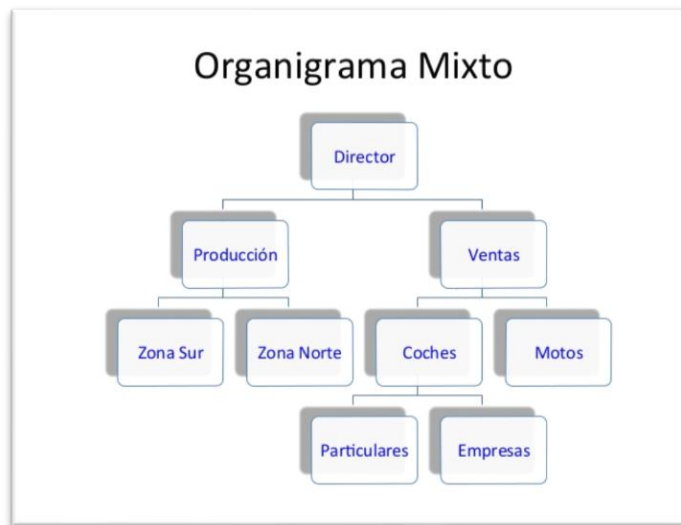 Organigrama Mixto
Director
Producción
Ventas
Zona Sur
Zona Norte
Coches
Motos
Particulares
Empresas